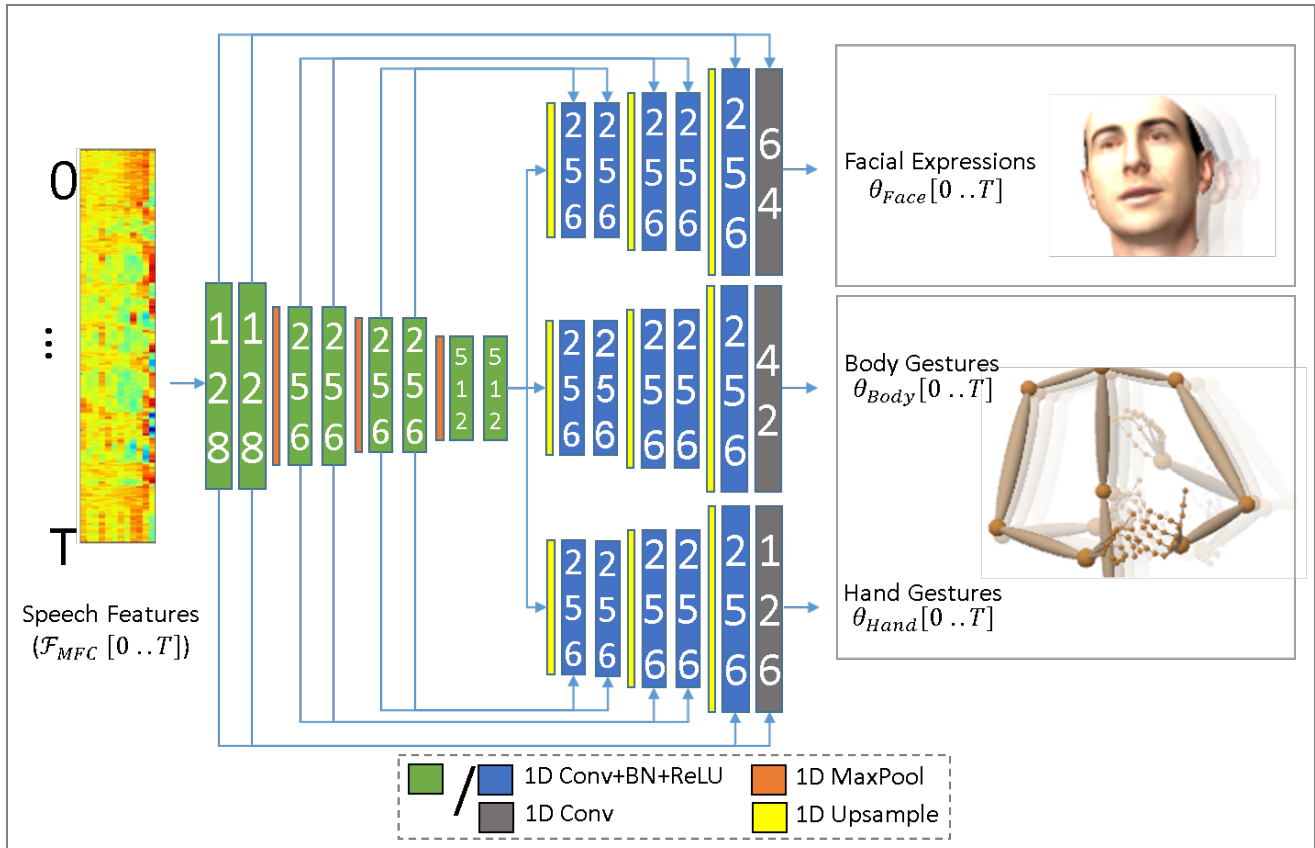 0
...
T
Speech Features
(ℱ_MFC [0 ..T])
128
128
256
256
256
256
512
512
256
256
256
256
256
64
256
256
256
256
256
42
256
256
256
256
256
126
Facial Expressions
θ_Face[0 ..T]
Body Gestures
θ_Body[0 ..T]
Hand Gestures
θ_Hand[0 ..T]
/ 1D Conv+BN+ReLU
1D Conv
1D MaxPool
1D Upsample